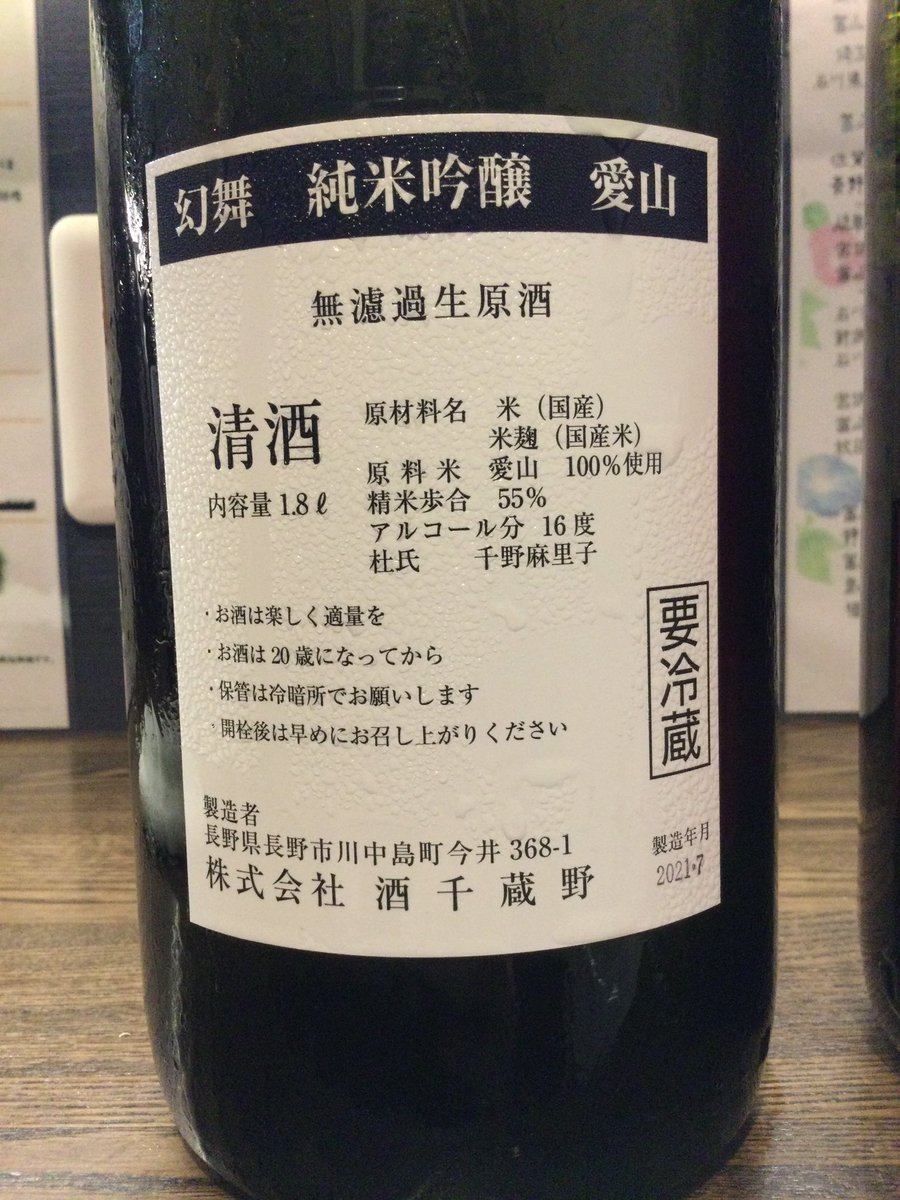 幻舞 純米吟醸 愛山
無濾過生原酒
清酒
内容量 1.8ℓ
原材料名 米（国産）
米麹（国産米）
原料米 愛山 100%使用
精米歩合 55%
アルコール分 16度
杜氏 千野麻里子
・お酒は楽しく適量を
・お酒は20歳になってから
・保管は冷暗所でお願いします
・開栓後は早めにお召し上がりください
要冷蔵
製造者
長野県長野市川中島町今井368-1
株式会社 酒千蔵野
製造年月
2021.7